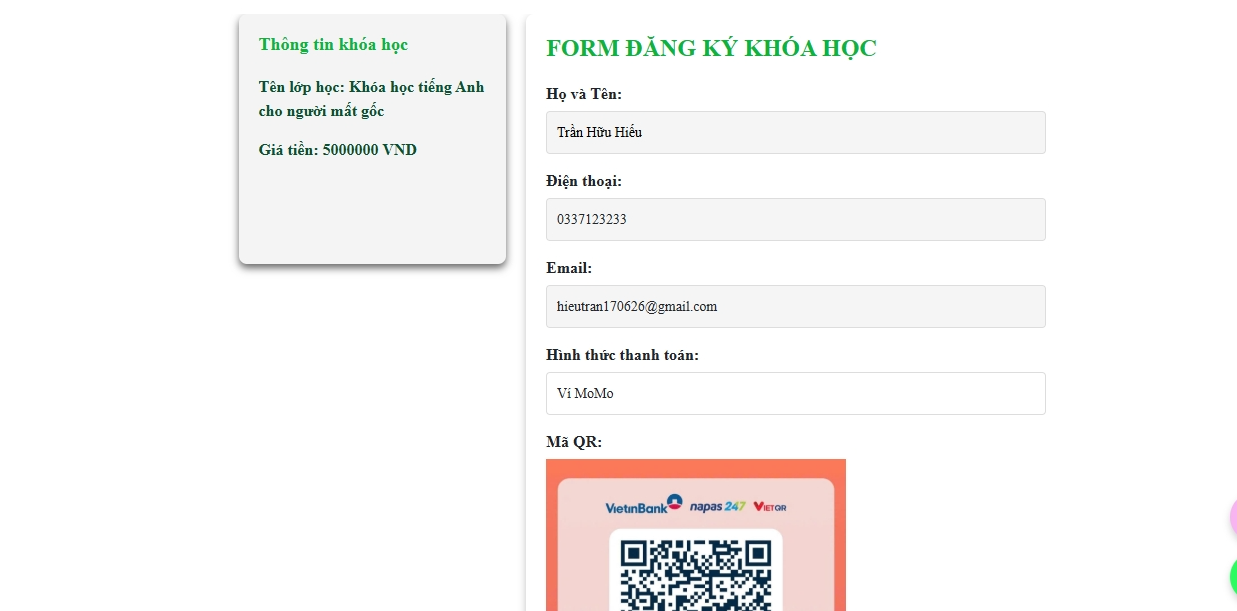 Thông tin khóa học
Tên lớp học: Khóa học tiếng Anh
cho người mất gốc
Giá tiền: 5000000 VND
FORM ĐĂNG KÝ KHÓA HỌC
Họ và Tên:
Trần Hữu Hiếu
Điện thoại:
0337123233
Email:
hieutran170626@gmail.com
Hình thức thanh toán:
Ví MoMo
Mã QR:
VietinBank napas 247 VIETQR